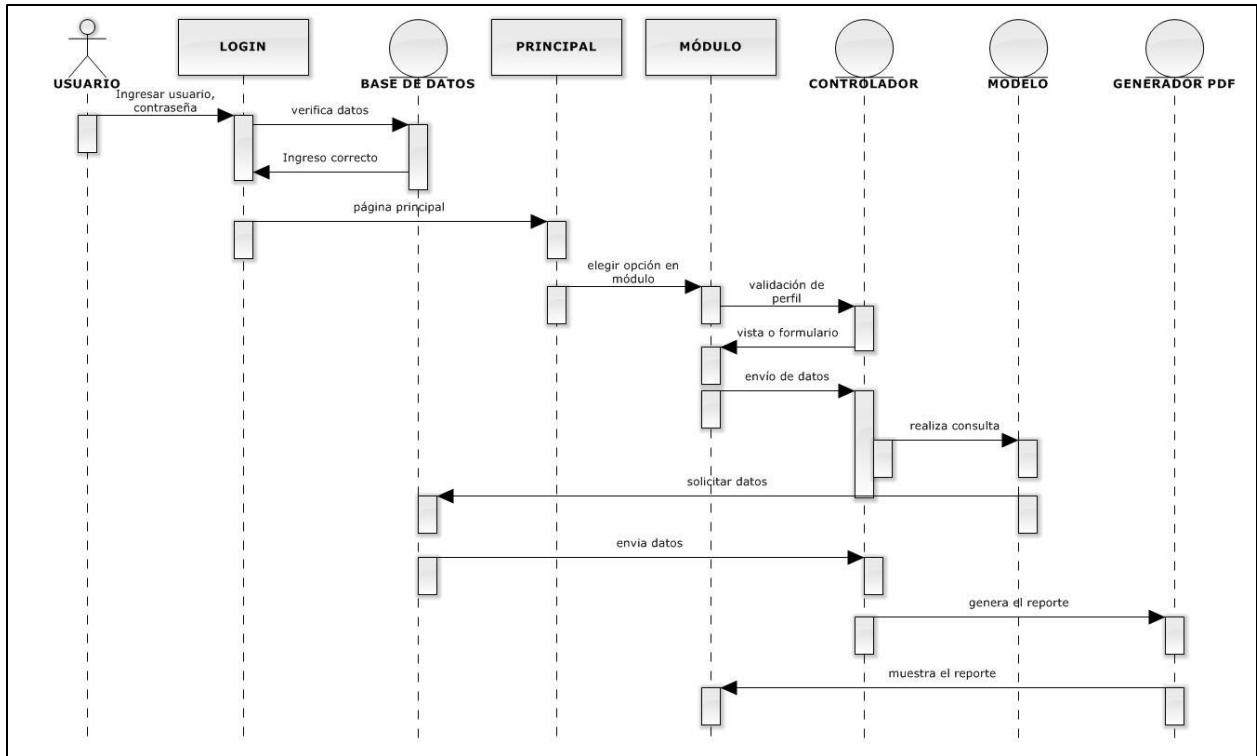 LOGIN
PRINCIPAL
MÓDULO
USUARIO
BASE DE DATOS
CONTROLADOR
MODELO
GENERADOR PDF
Ingresar usuario,
contraseña
verifica datos
Ingreso correcto
página principal
elegir opción en
módulo
validación de
perfil
vista o formulario
envío de datos
realiza consulta
solicitar datos
envia datos
genera el reporte
muestra el reporte